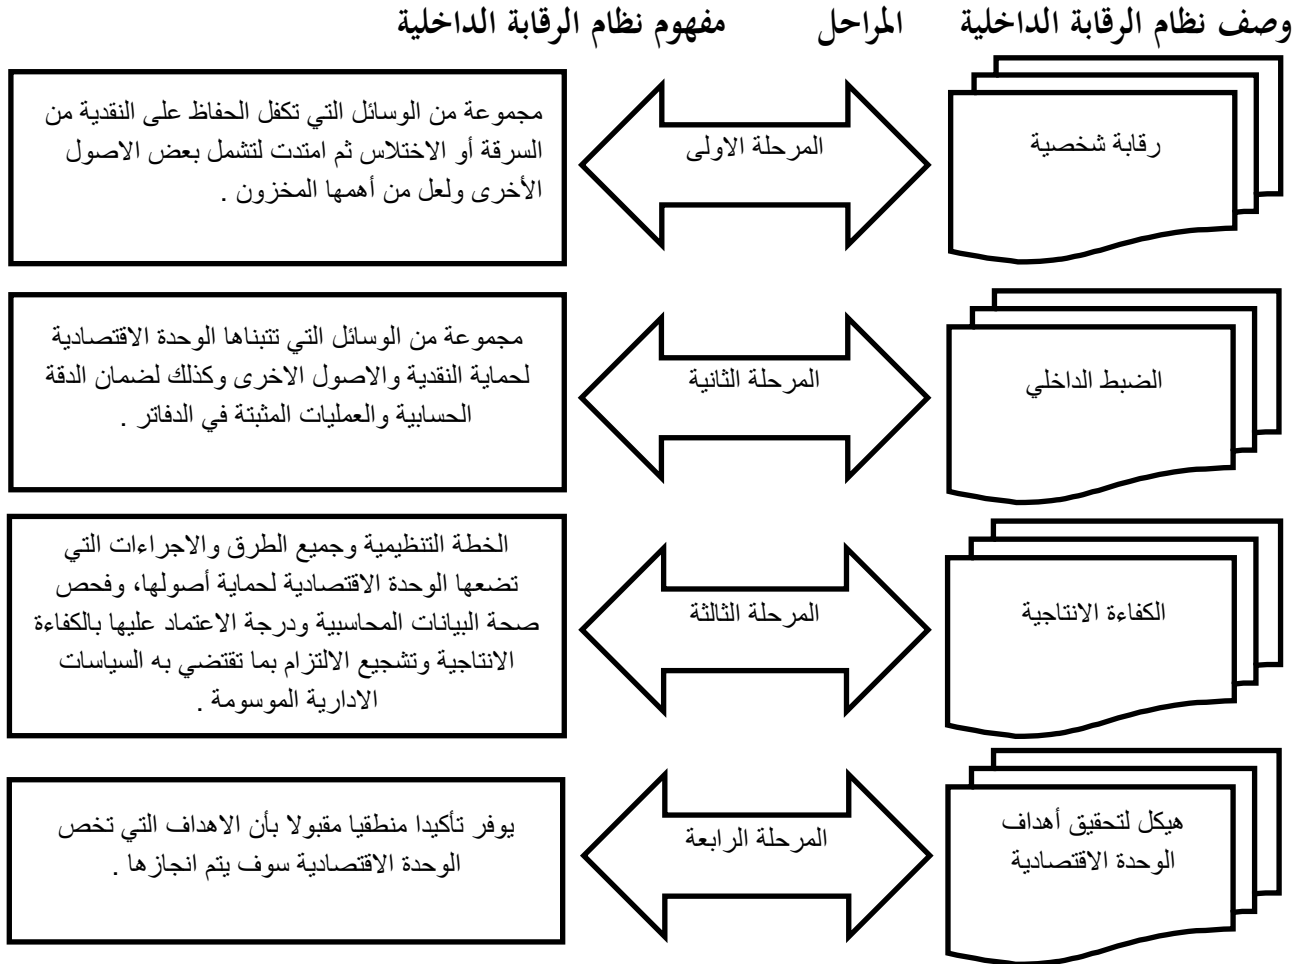 وصف نظام الرقابة الداخلية المراحل مفهوم نظام الرقابة الداخلية
رقابة شخصية
المرحلة الاولى
مجموعة من الوسائل التي تكفل الحفاظ على النقدية من
السرقة أو الاختلاس ثم امتدت لتشمل بعض الاصول
الأخرى ولعل من أهمها المخزون .
الضبط الداخلي
المرحلة الثانية
مجموعة من الوسائل التي تتبناها الوحدة الاقتصادية
لحماية النقدية والاصول الاخرى وكذلك لضمان الدقة
الحسابية والعمليات المثبتة في الدفاتر .
الكفاءة الانتاجية
المرحلة الثالثة
الخطة التنظيمية وجميع الطرق والاجراءات التي
تضعها الوحدة الاقتصادية لحماية أصولها، وفحص
صحة البيانات المحاسبية ودرجة الاعتماد عليها بالكفاءة
الانتاجية وتشجيع الالتزام بما تقتضي به السياسات
الادارية الموسومة .
هيكل لتحقيق أهداف
الوحدة الاقتصادية
المرحلة الرابعة
يوفر تأكيدا منطقيا مقبولا بأن الاهداف التي تخص
الوحدة الاقتصادية سوف يتم انجازها .